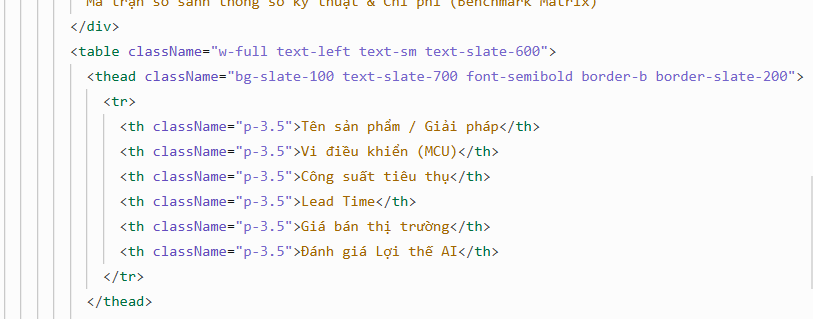 Ma trận so sánh thông số kỹ thuật & Chi phí (Benchmark Matrix)
</div>
<table className="w-full text-left text-sm text-slate-600">
<thead className="bg-slate-100 text-slate-700 font-semibold border-b border-slate-200">
<tr>
<th className="p-3.5">Tên sản phẩm / Giải pháp</th>
<th className="p-3.5">Vi điều khiển (MCU)</th>
<th className="p-3.5">Công suất tiêu thụ</th>
<th className="p-3.5">Lead Time</th>
<th className="p-3.5">Giá bán thị trường</th>
<th className="p-3.5">Đánh giá Lợi thế AI</th>
</tr>
</thead>